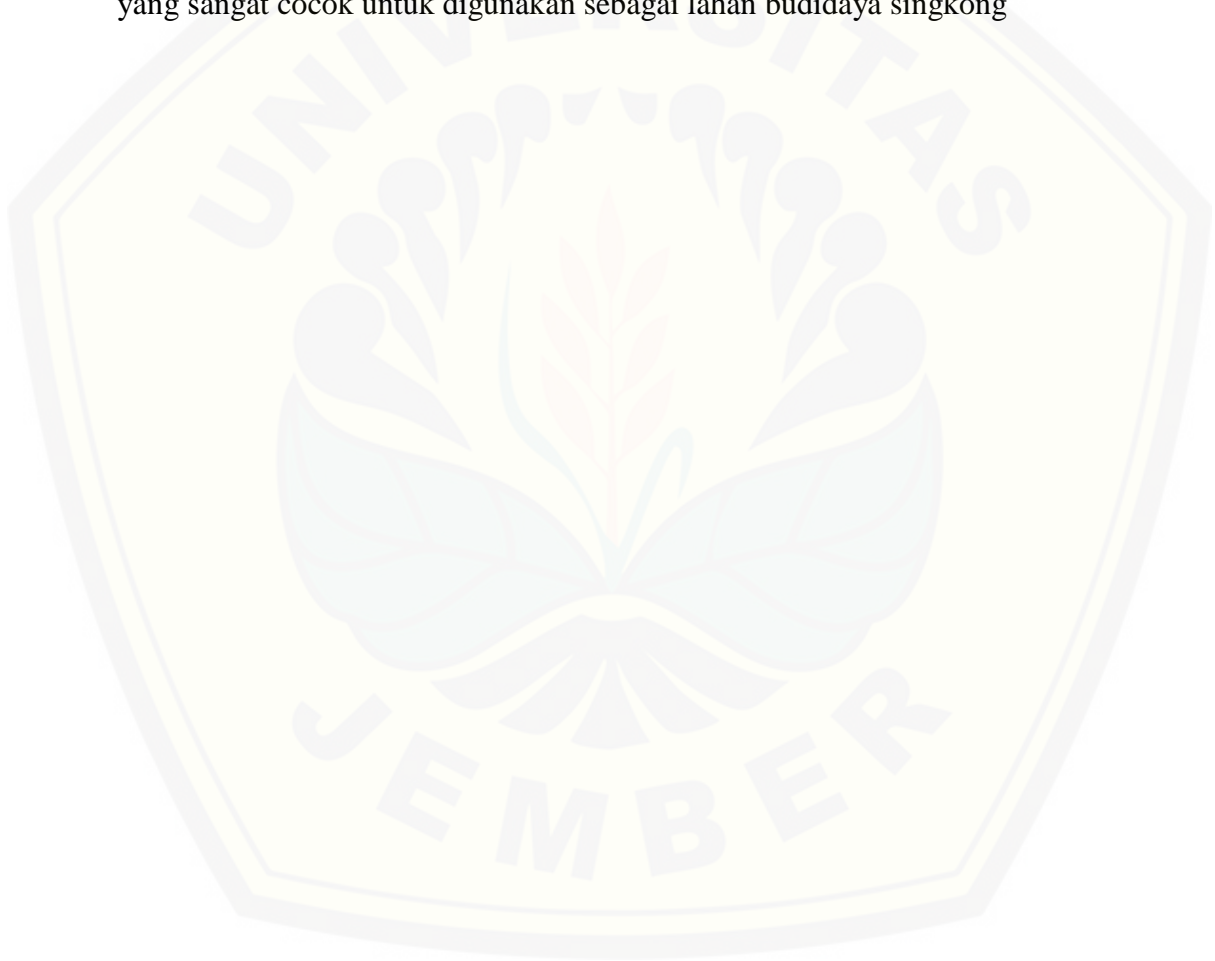 yang sangat cocok untuk digunakan sebagai lahan budidaya singkong
UNIVERSITAS
JEMBER